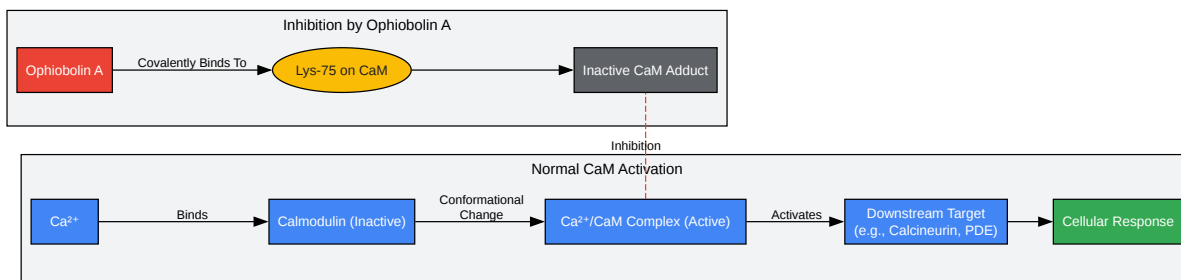 Inhibition by Ophiobolin A
Ophiobolin A
Covalently Binds To
Lys-75 on CaM
Inactive CaM Adduct
Inhibition
Normal CaM Activation
Ca²⁺
Binds
Calmodulin (Inactive)
Conformational
Change
Ca²⁺/CaM Complex (Active)
Activates
Downstream Target
(e.g., Calcineurin, PDE)
Cellular Response